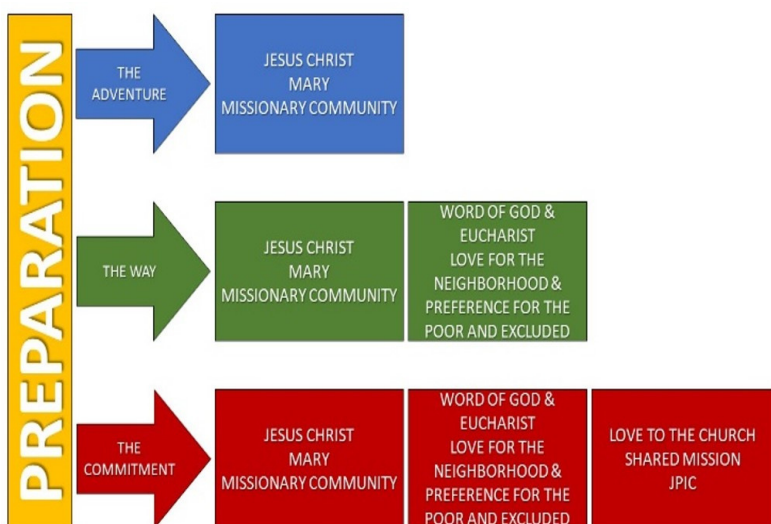 PREPARATION
THE
ADVENTURE
JESUS CHRIST
MARY
MISSIONARY COMMUNITY
THE WAY
JESUS CHRIST
MARY
MISSIONARY COMMUNITY
WORD OF GOD &
EUCHARIST
LOVE FOR THE
NEIGHBORHOOD &
PREFERENCE FOR THE
POOR AND EXCLUDED
THE
COMMITMENT
JESUS CHRIST
MARY
MISSIONARY COMMUNITY
WORD OF GOD &
EUCHARIST
LOVE FOR THE
NEIGHBORHOOD &
PREFERENCE FOR THE
POOR AND EXCLUDED
LOVE TO THE CHURCH
SHARED MISSION
JPIC